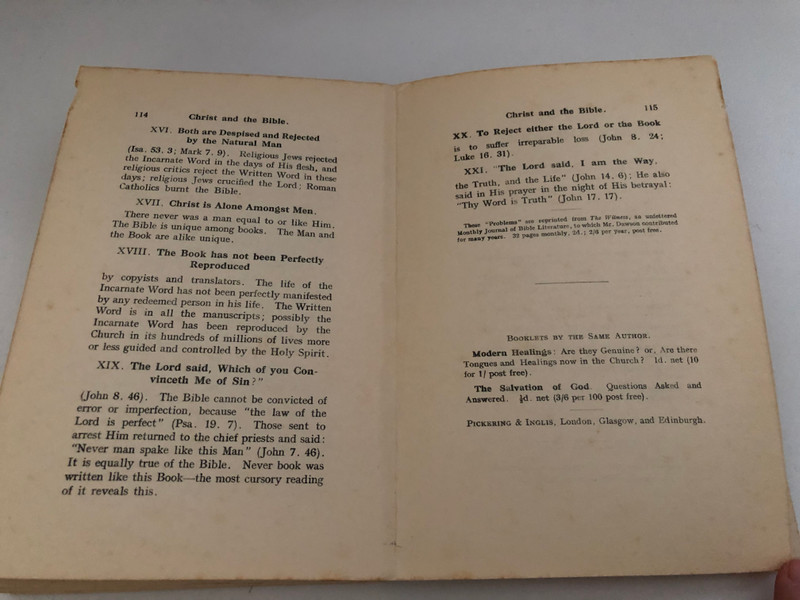 114 Christ and the Bible.
XVI. Both are Despised and Rejected
by the Natural Man
(Isa. 53. 3; Mark 7. 9). Religious Jews rejected
the Incarnate Word in the days of His flesh, and
religious critics reject the Written Word in these
days; religious Jews crucified the Lord; Roman
Catholics burnt the Bible.
XVII. Christ is Alone Amongst Men.
There never was a man equal to or like Him.
The Bible is unique among books. The Man and
the Book are alike unique.
XVIII. The Book has not been Perfectly
Reproduced
by copyists and translators. The life of the
Incarnate Word has not been perfectly manifested
by any redeemed person in his life. The Written
Word is in all the manuscripts; possibly the
Incarnate Word has been reproduced by the
Church in its hundreds of millions of lives more
or less guided and controlled by the Holy Spirit.
XIX. The Lord said, Which of you Con-
vinceth Me of Sin?"
(John 8. 46). The Bible cannot be convicted of
error or imperfection, because "the law of the
Lord is perfect" (Psa. 19. 7). Those sent to
arrest Him returned to the chief priests and said:
"Never man spake like this Man" (John 7. 46).
It is equally true of the Bible. Never book was
written like this Book—the most cursory reading
of it reveals this.
Christ and the Bible. 115
XX. To Reject either the Lord or the Book
is to suffer irreparable loss (John 8. 24;
Luke 16. 31).
XXI. "The Lord said, I am the Way,
the Truth, and the Life" (John 14. 6); He also
said in His prayer in the night of His betrayal:
"Thy Word is Truth" (John 17. 17).
These "Problems" are reprinted from The Witness, an unlettered
Monthly Journal of Bible Literature, to which Mr. Dawson contributed
for many years. 32 pages monthly, 2d.; 2/6 per year, post free.
Booklets by the Same Author.
Modern Healings: Are they Genuine? or, Are there
Tongues and Healings now in the Church? 1d. net (10
for 1/ post free).
The Salvation of God. Questions Asked and
Answered. ½d. net (3/6 per 100 post free).
Pickering & Inglis, London, Glasgow, and Edinburgh.